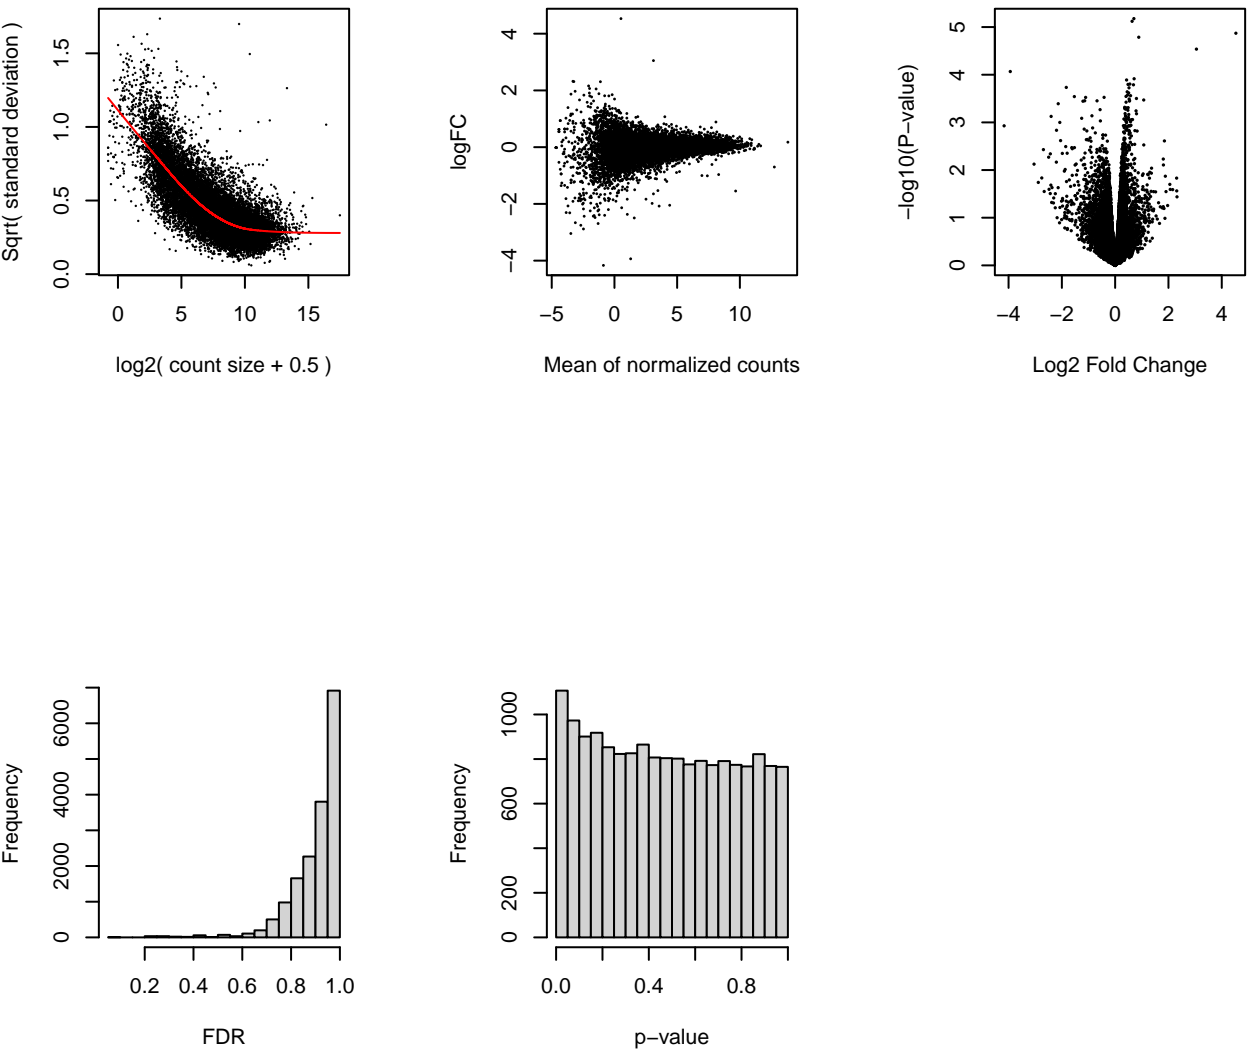 Sqrt( standard deviation )
0.0 0.5 1.0 1.5
0 5 10 15
log2( count size + 0.5 )
logFC
−4 −2 0 2 4
−5 0 5 10
Mean of normalized counts
−log10(P−value)
0 1 2 3 4 5
−4 −2 0 2 4
Log2 Fold Change
Frequency
0 2000 4000 6000
0.2 0.4 0.6 0.8 1.0
FDR
Frequency
0 200 600 1000
0.0 0.4 0.8
p−value